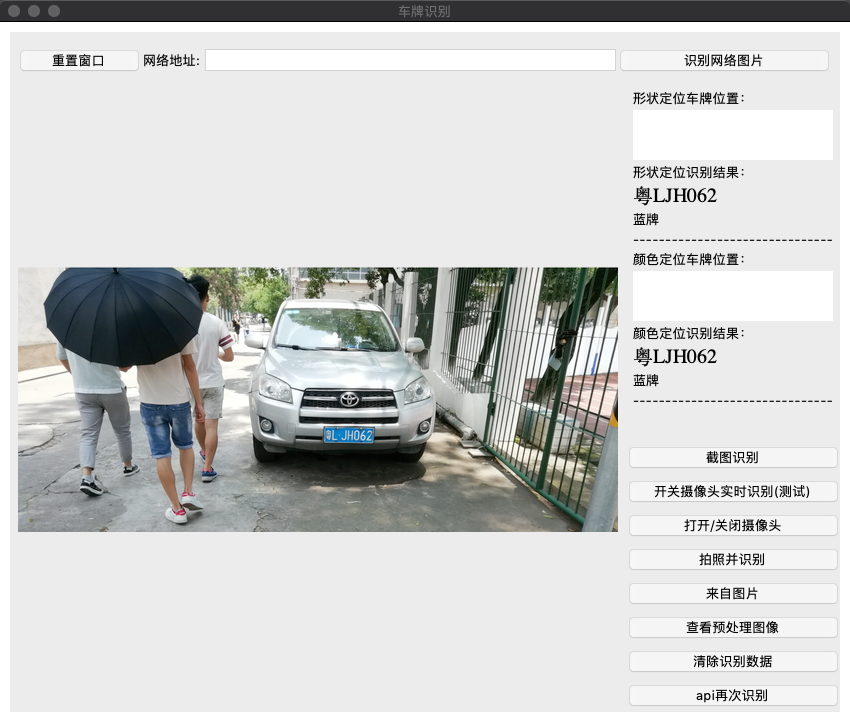 车牌识别
重置窗口
网络地址:
识别网络图片
形状定位车牌位置：
形状定位识别结果：
粤LJH062
蓝牌
-------------------------------
颜色定位车牌位置：
颜色定位识别结果：
粤LJH062
蓝牌
-------------------------------
粤L·JH062
截图识别
开关摄像头实时识别(测试)
打开/关闭摄像头
拍照并识别
来自图片
查看预处理图像
清除识别数据
api再次识别